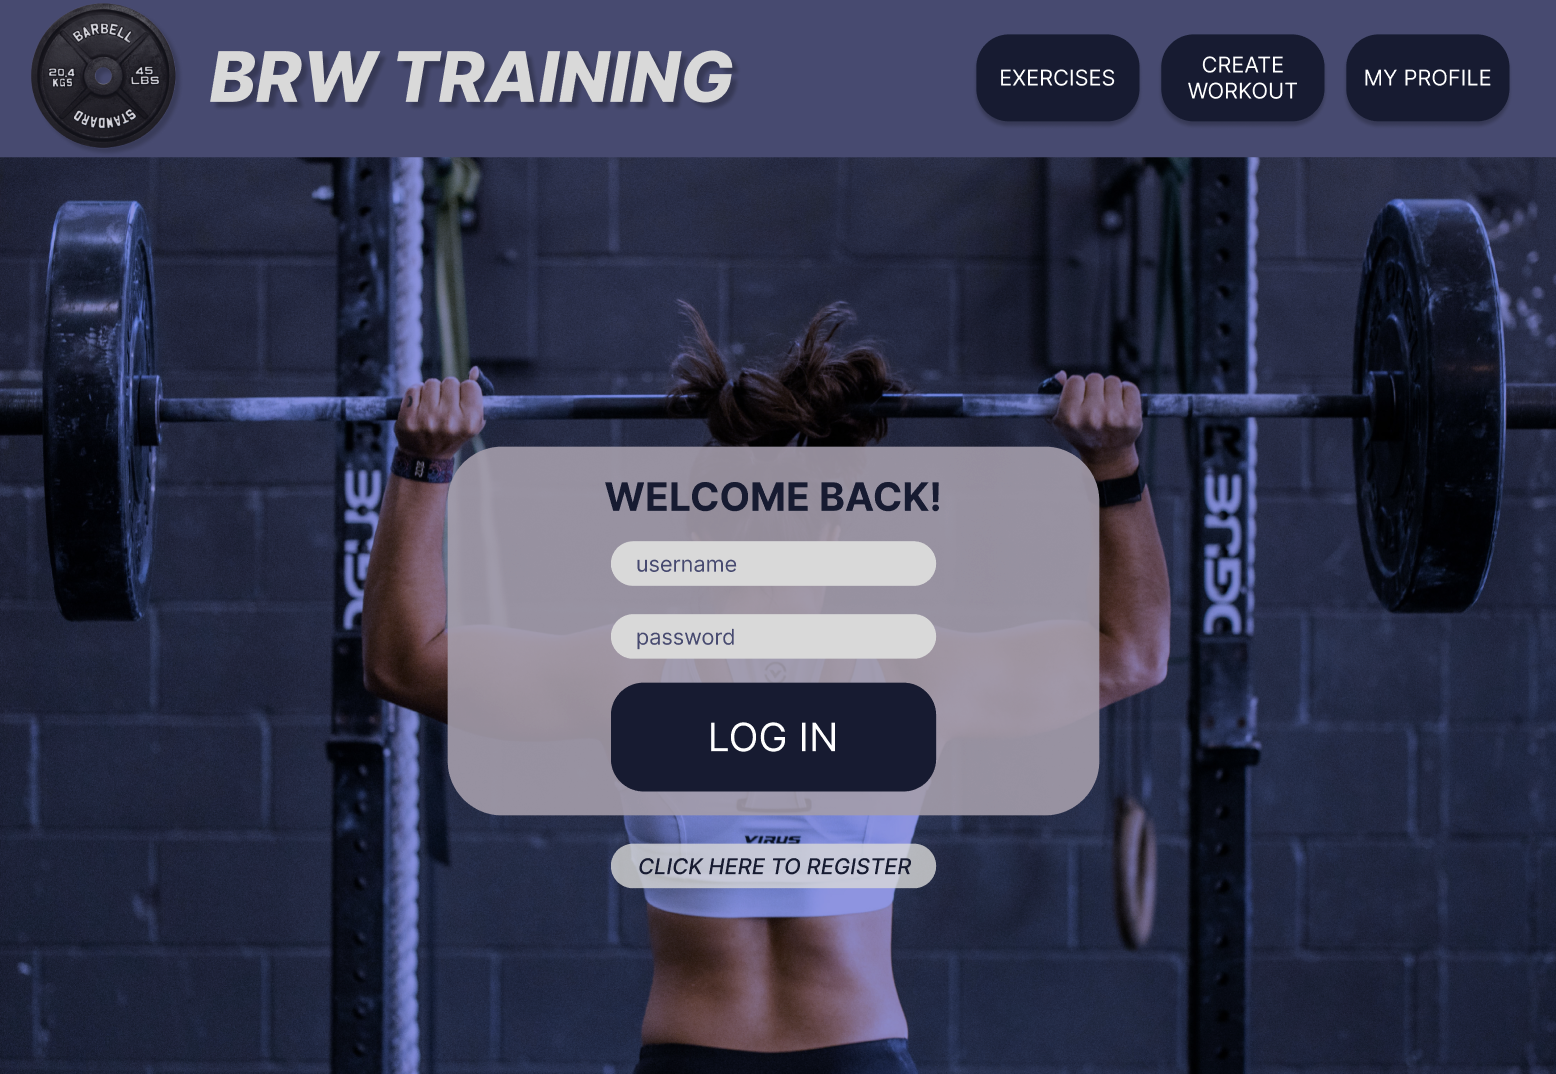 BARBELL
20.4
KGS
45
LBS
STANDARD
BRW TRAINING
EXERCISES
CREATE
WORKOUT
MY PROFILE
WELCOME BACK!
username
password
LOG IN
VIRUS
CLICK HERE TO REGISTER